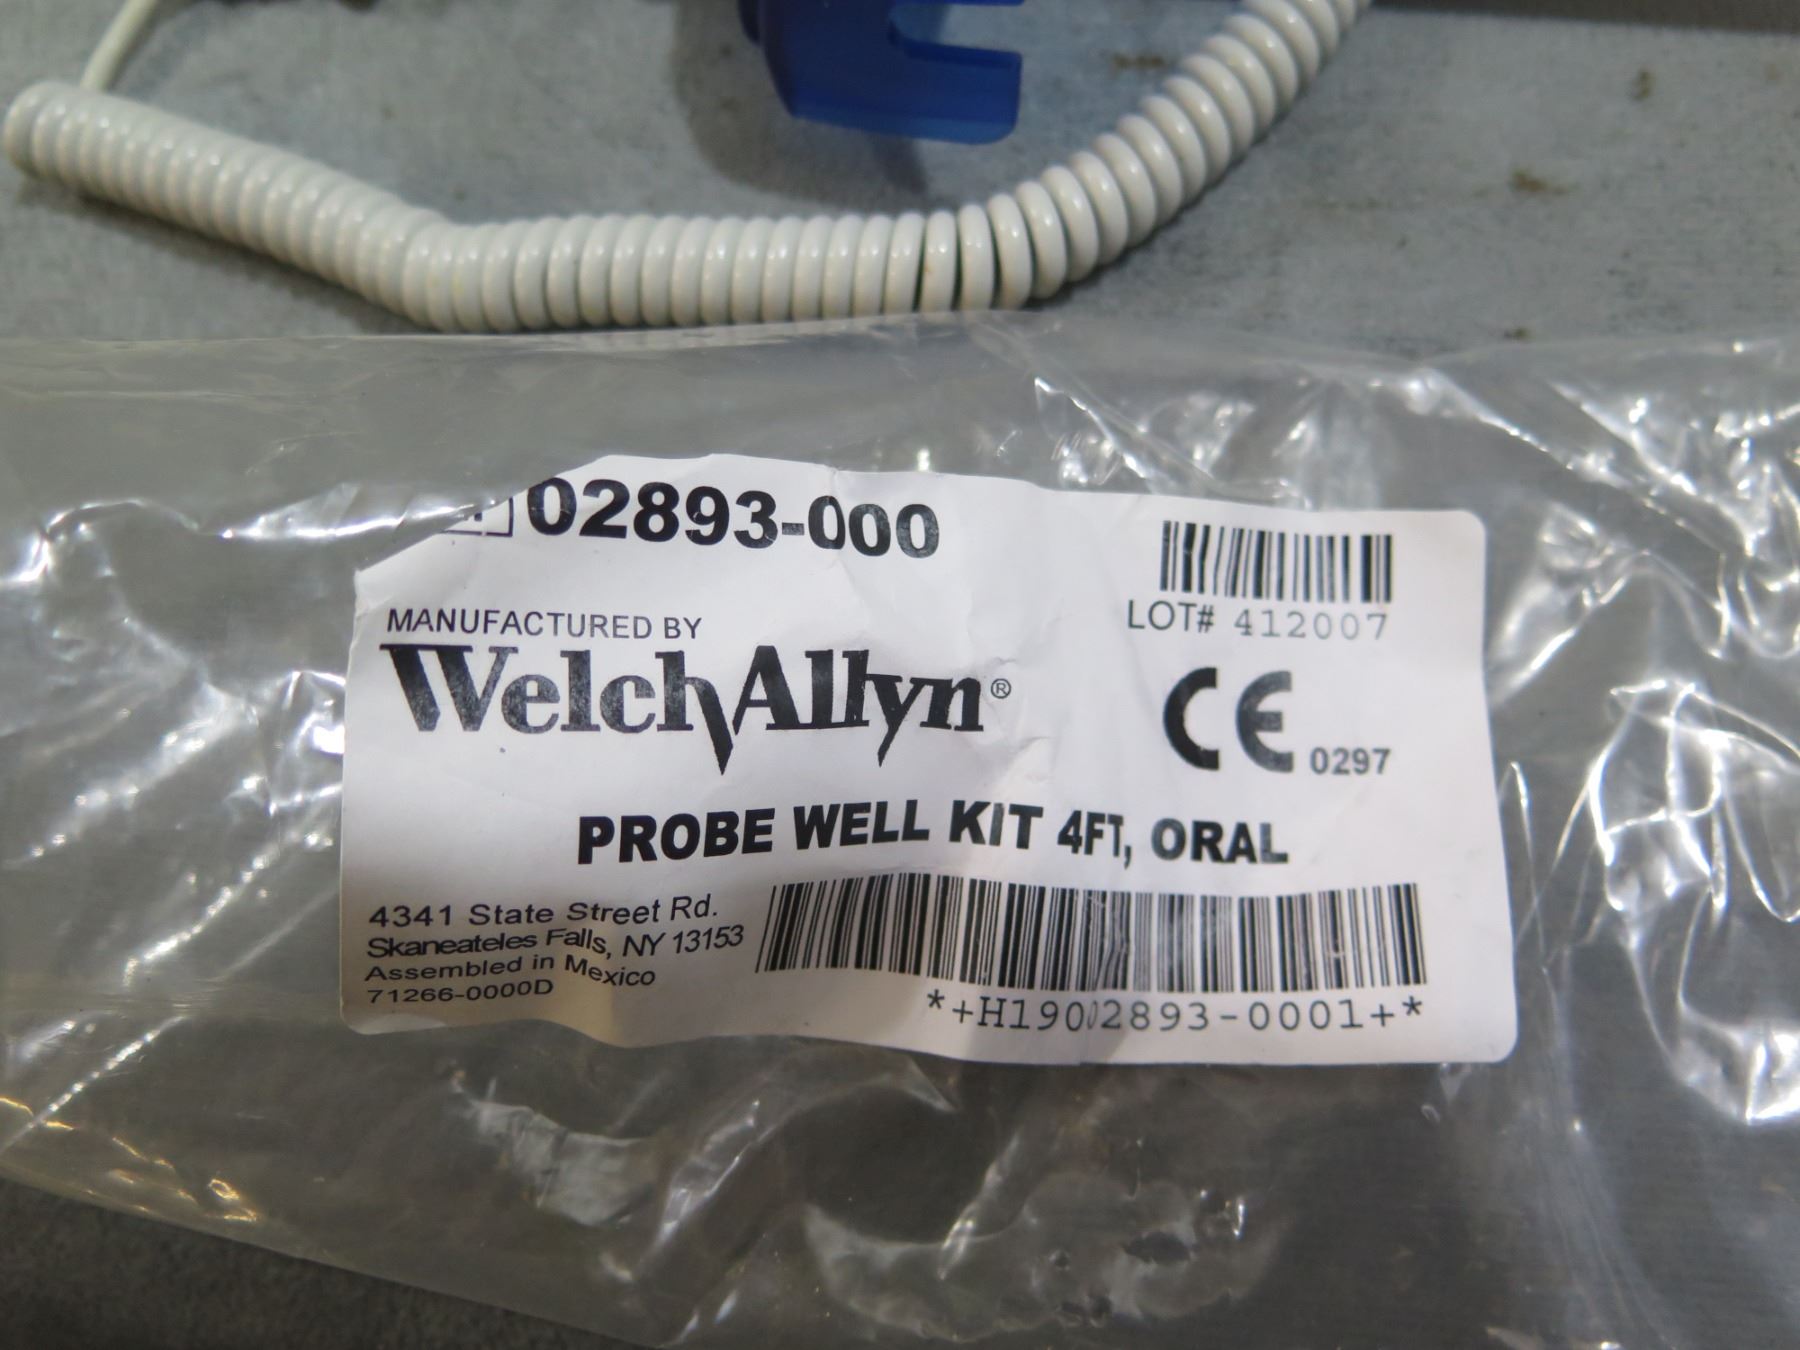 02893-000
LOT# 412007
MANUFACTURED BY
WelchAllyn®
CE 0297
PROBE WELL KIT 4FT, ORAL
4341 State Street Rd.
Skaneateles Falls, NY 13153
Assembled in Mexico
71266-0000D
*+H19002893-0001+*